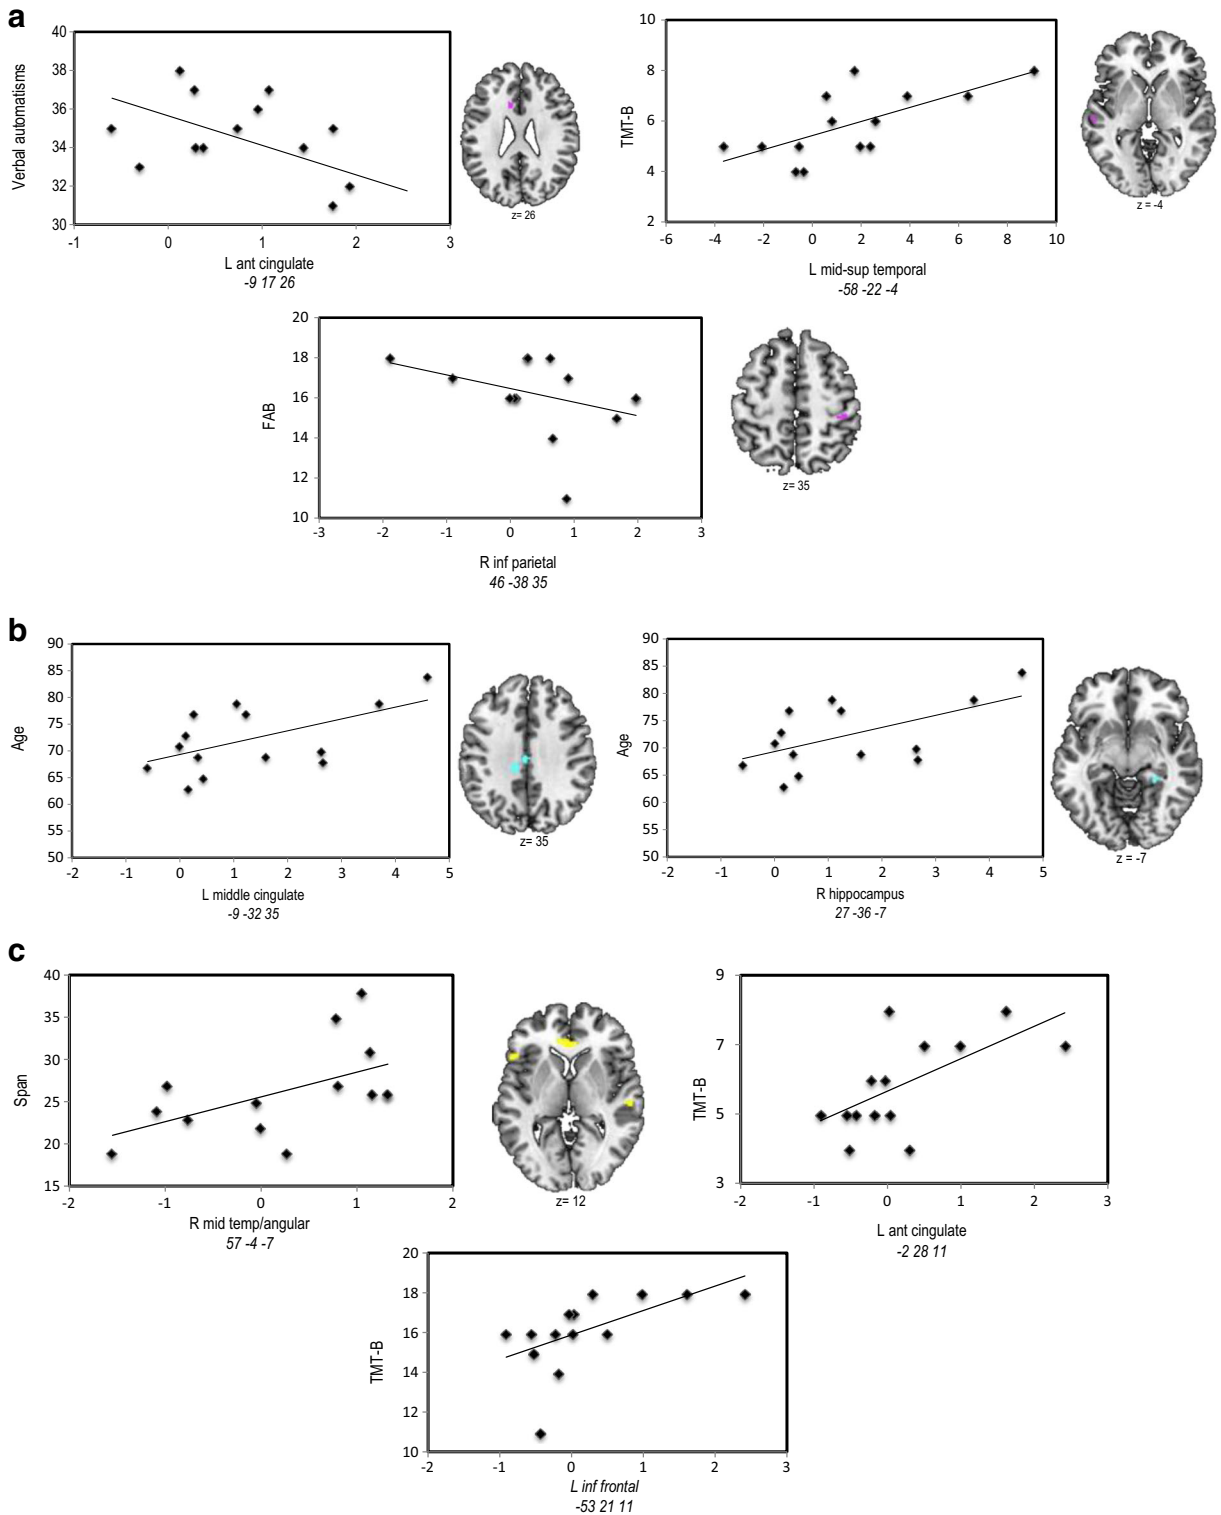 a
40
38
36
34
32
30
Verbal automatisms
-1 0 1 2 3
L ant cingulate
-9 17 26
z= 26
10
8
6
4
2
TMT-B
-6 -4 -2 0 2 4 6 8 10
L mid-sup temporal
-58 -22 -4
z = -4
20
18
16
14
12
10
FAB
-3 -2 -1 0 1 2 3
R inf parietal
46 -38 35
z= 35
b
90
85
80
75
70
65
60
55
50
Age
-2 -1 0 1 2 3 4 5
L middle cingulate
-9 -32 35
z= 35
90
85
80
75
70
65
60
55
50
Age
-2 -1 0 1 2 3 4 5
R hippocampus
27 -36 -7
z = -7
c
40
35
30
25
20
15
Span
-2 -1 0 1 2
R mid temp/angular
57 -4 -7
z= 12
9
7
5
3
TMT-B
-2 -1 0 1 2 3
L ant cingulate
-2 28 11
20
18
16
14
12
10
TMT-B
-2 -1 0 1 2 3
L inf frontal
-53 21 11